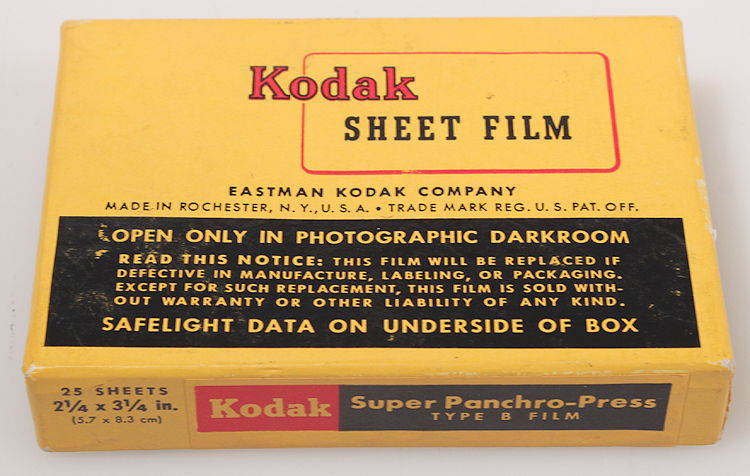 Kodak
SHEET FILM
EASTMAN KODAK COMPANY
MADE IN ROCHESTER, N.Y., U.S.A. • TRADE MARK REG. U.S. PAT. OFF.
OPEN ONLY IN PHOTOGRAPHIC DARKROOM
READ THIS NOTICE: THIS FILM WILL BE REPLACED IF
DEFECTIVE IN MANUFACTURE, LABELING, OR PACKAGING.
EXCEPT FOR SUCH REPLACEMENT, THIS FILM IS SOLD WITH-
OUT WARRANTY OR OTHER LIABILITY OF ANY KIND.
SAFELIGHT DATA ON UNDERSIDE OF BOX
25 SHEETS
2¼ x 3¼ in.
(5.7 x 8.3 cm)
Kodak
Super Panchro-Press
TYPE B FILM